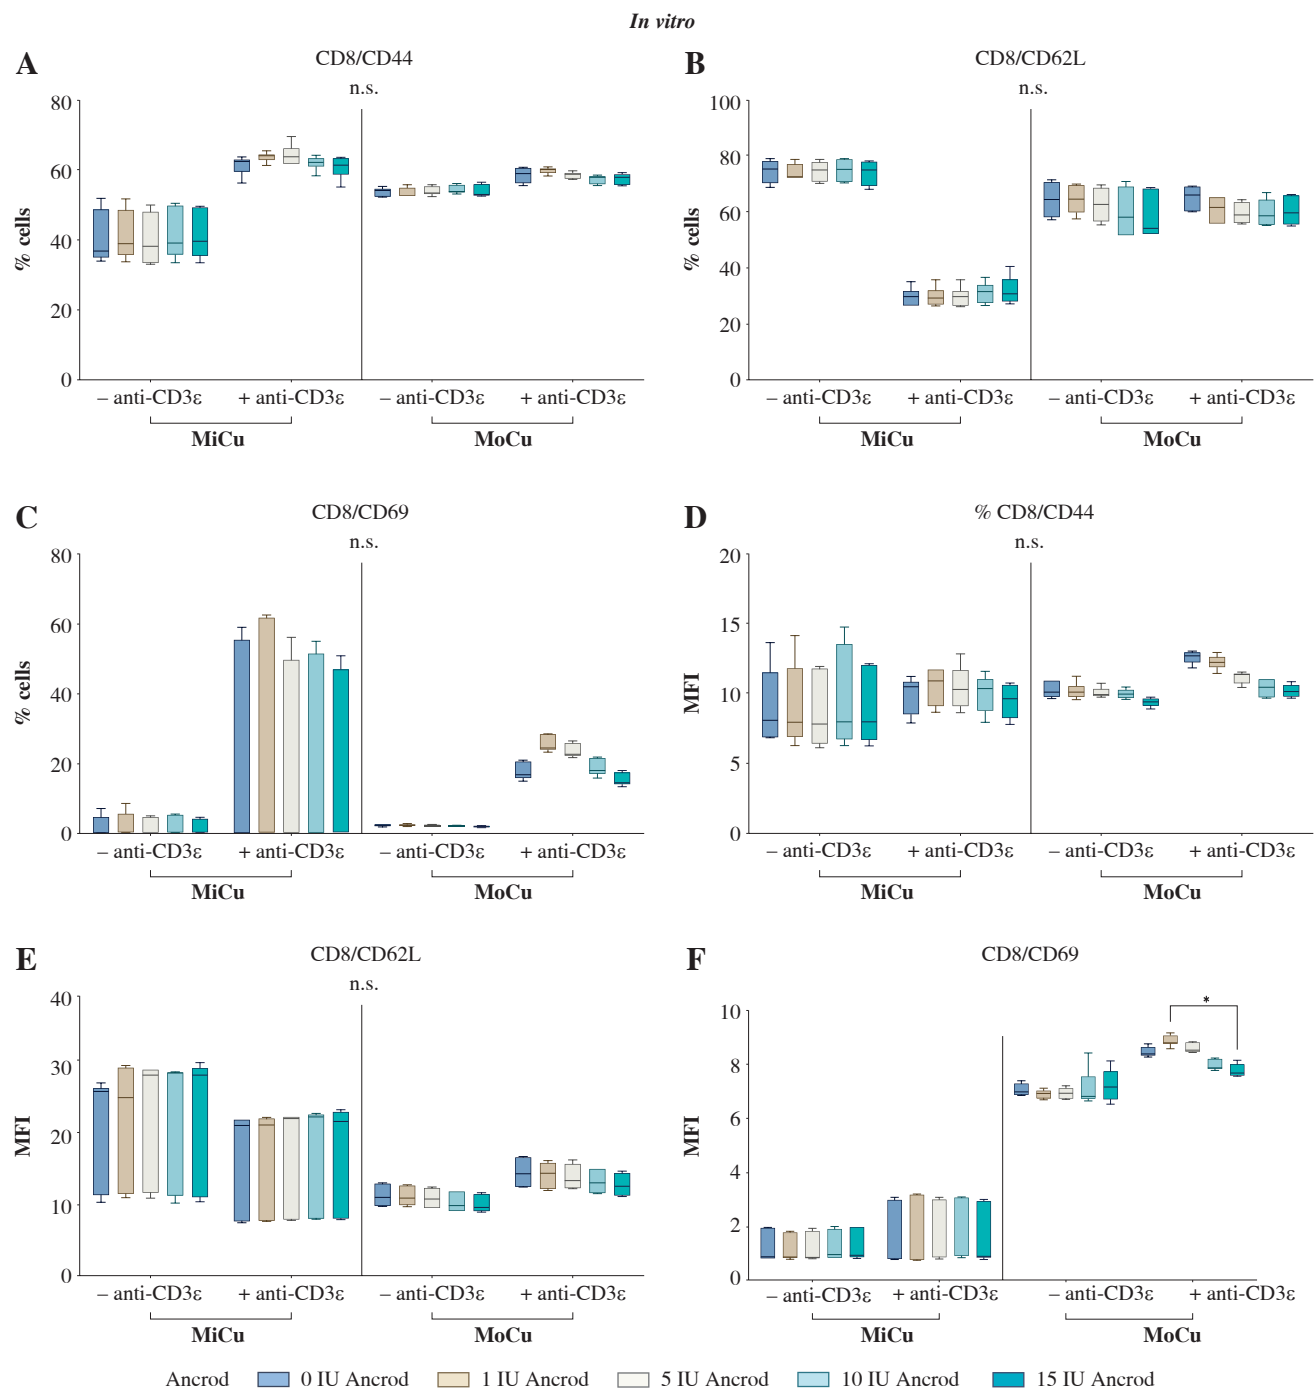 In vitro
A
CD8/CD44
n.s.
% cells
80
60
40
20
0
– anti-CD3ε
+ anti-CD3ε
– anti-CD3ε
+ anti-CD3ε
MiCu
MoCu
B
CD8/CD62L
n.s.
% cells
100
80
60
40
20
0
– anti-CD3ε
+ anti-CD3ε
– anti-CD3ε
+ anti-CD3ε
MiCu
MoCu
C
CD8/CD69
n.s.
% cells
80
60
40
20
0
– anti-CD3ε
+ anti-CD3ε
– anti-CD3ε
+ anti-CD3ε
MiCu
MoCu
D
% CD8/CD44
n.s.
MFI
20
15
10
5
0
– anti-CD3ε
+ anti-CD3ε
– anti-CD3ε
+ anti-CD3ε
MiCu
MoCu
E
CD8/CD62L
n.s.
MFI
40
30
20
10
0
– anti-CD3ε
+ anti-CD3ε
– anti-CD3ε
+ anti-CD3ε
MiCu
MoCu
F
CD8/CD69
*
MFI
10
8
6
4
2
0
– anti-CD3ε
+ anti-CD3ε
– anti-CD3ε
+ anti-CD3ε
MiCu
MoCu
Ancrod 0 IU Ancrod 1 IU Ancrod 5 IU Ancrod 10 IU Ancrod 15 IU Ancrod